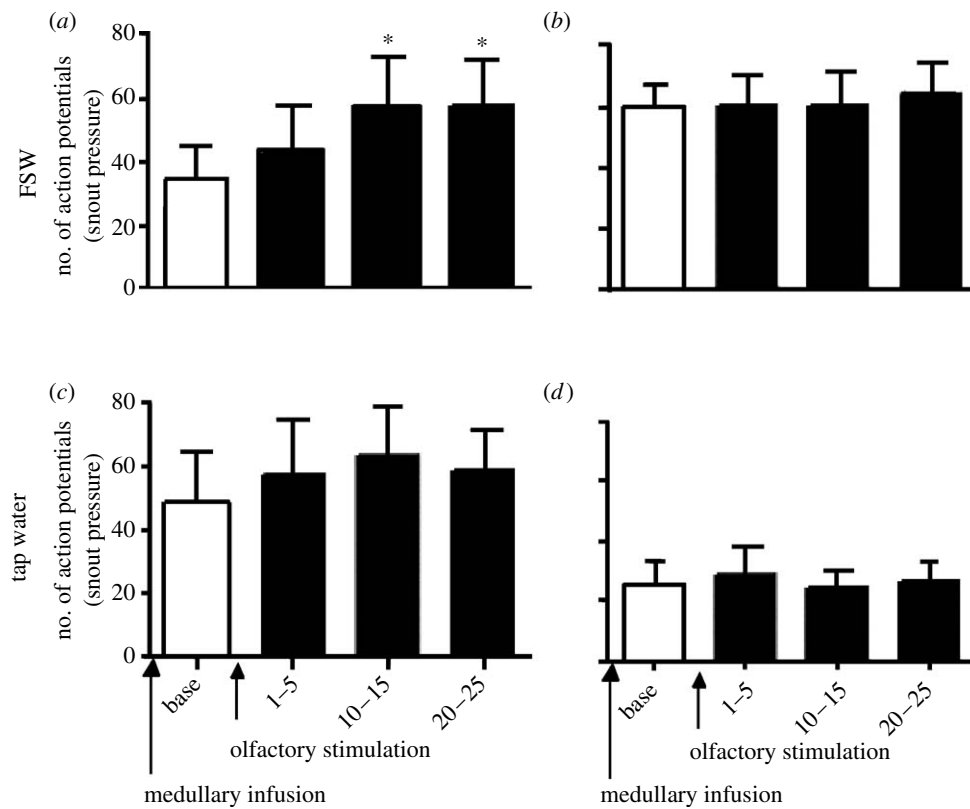 (a)
(b)
FSW
no. of action potentials
(snout pressure)
80
60
40
20
0
*
*
(c)
(d)
tap water
no. of action potentials
(snout pressure)
80
60
40
20
0
base
1–5
10–15
20–25
base
1–5
10–15
20–25
olfactory stimulation
olfactory stimulation
medullary infusion
medullary infusion